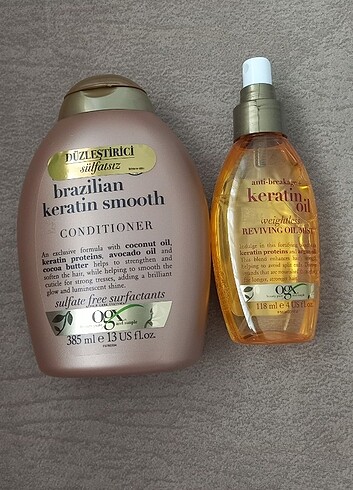 DÜZLEŞTİRİCİ
sülfatsız
brazilian
keratin smooth
CONDITIONER
An exclusive formula with coconut oil,
keratin proteins, avocado oil and
cocoa butter helps to strengthen and
soften the hair, while helping to smooth the
cuticle for strong tresses, adding a brilliant
glow and luminescent shine.
sulfate free surfactants
ogx
385 ml e 13 US fl.oz.
anti-breakage
keratin
oil
weightless
REVIVING OIL MIST
keratin proteins and
ogx
118 ml e 4 US fl.oz.